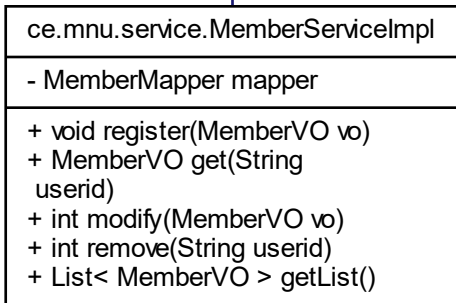 ce.mnu.service.MemberServiceImpl
- MemberMapper mapper
+ void register(MemberVO vo)
+ MemberVO get(String
userid)
+ int modify(MemberVO vo)
+ int remove(String userid)
+ List< MemberVO > getList()